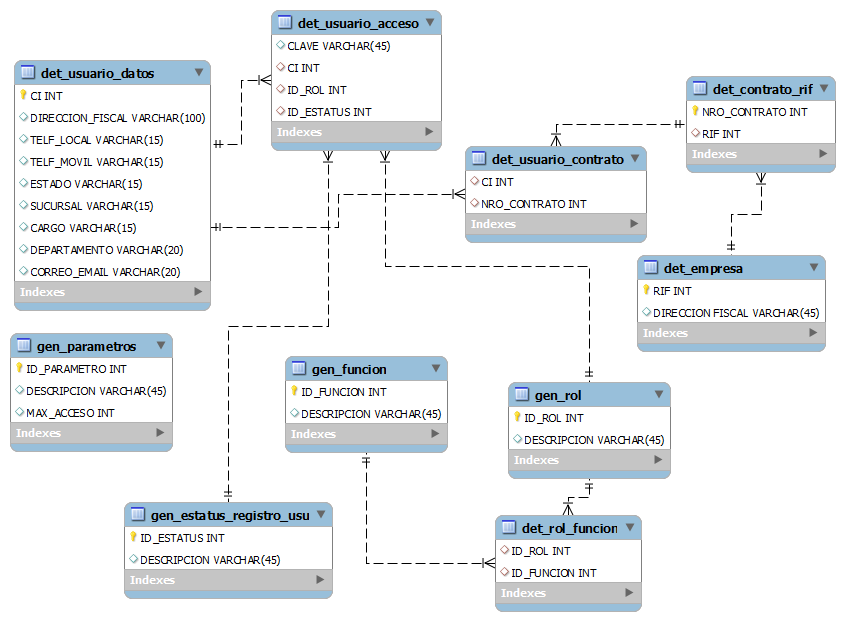 det_usuario_acceso
CLAVE VARCHAR(45)
CI INT
ID_ROL INT
ID_ESTATUS INT
Indexes
det_usuario_datos
CI INT
DIRECCION_FISCAL VARCHAR(100)
TELF_LOCAL VARCHAR(15)
TELF_MOVIL VARCHAR(15)
ESTADO VARCHAR(15)
SUCURSAL VARCHAR(15)
CARGO VARCHAR(15)
DEPARTAMENTO VARCHAR(20)
CORREO_EMAIL VARCHAR(20)
Indexes
det_contrato_rif
NRO_CONTRATO INT
RIF INT
Indexes
det_usuario_contrato
CI INT
NRO_CONTRATO INT
Indexes
det_empresa
RIF INT
DIRECCION FISCAL VARCHAR(45)
Indexes
gen_parametros
ID_PARAMETRO INT
DESCRIPCION VARCHAR(45)
MAX_ACCESO INT
Indexes
gen_funcion
ID_FUNCION INT
DESCRIPCION VARCHAR(45)
Indexes
gen_rol
ID_ROL INT
DESCRIPCION VARCHAR(45)
Indexes
gen_estatus_registro_usu
ID_ESTATUS INT
DESCRIPCION VARCHAR(45)
Indexes
det_rol_funcion
ID_ROL INT
ID_FUNCION INT
Indexes